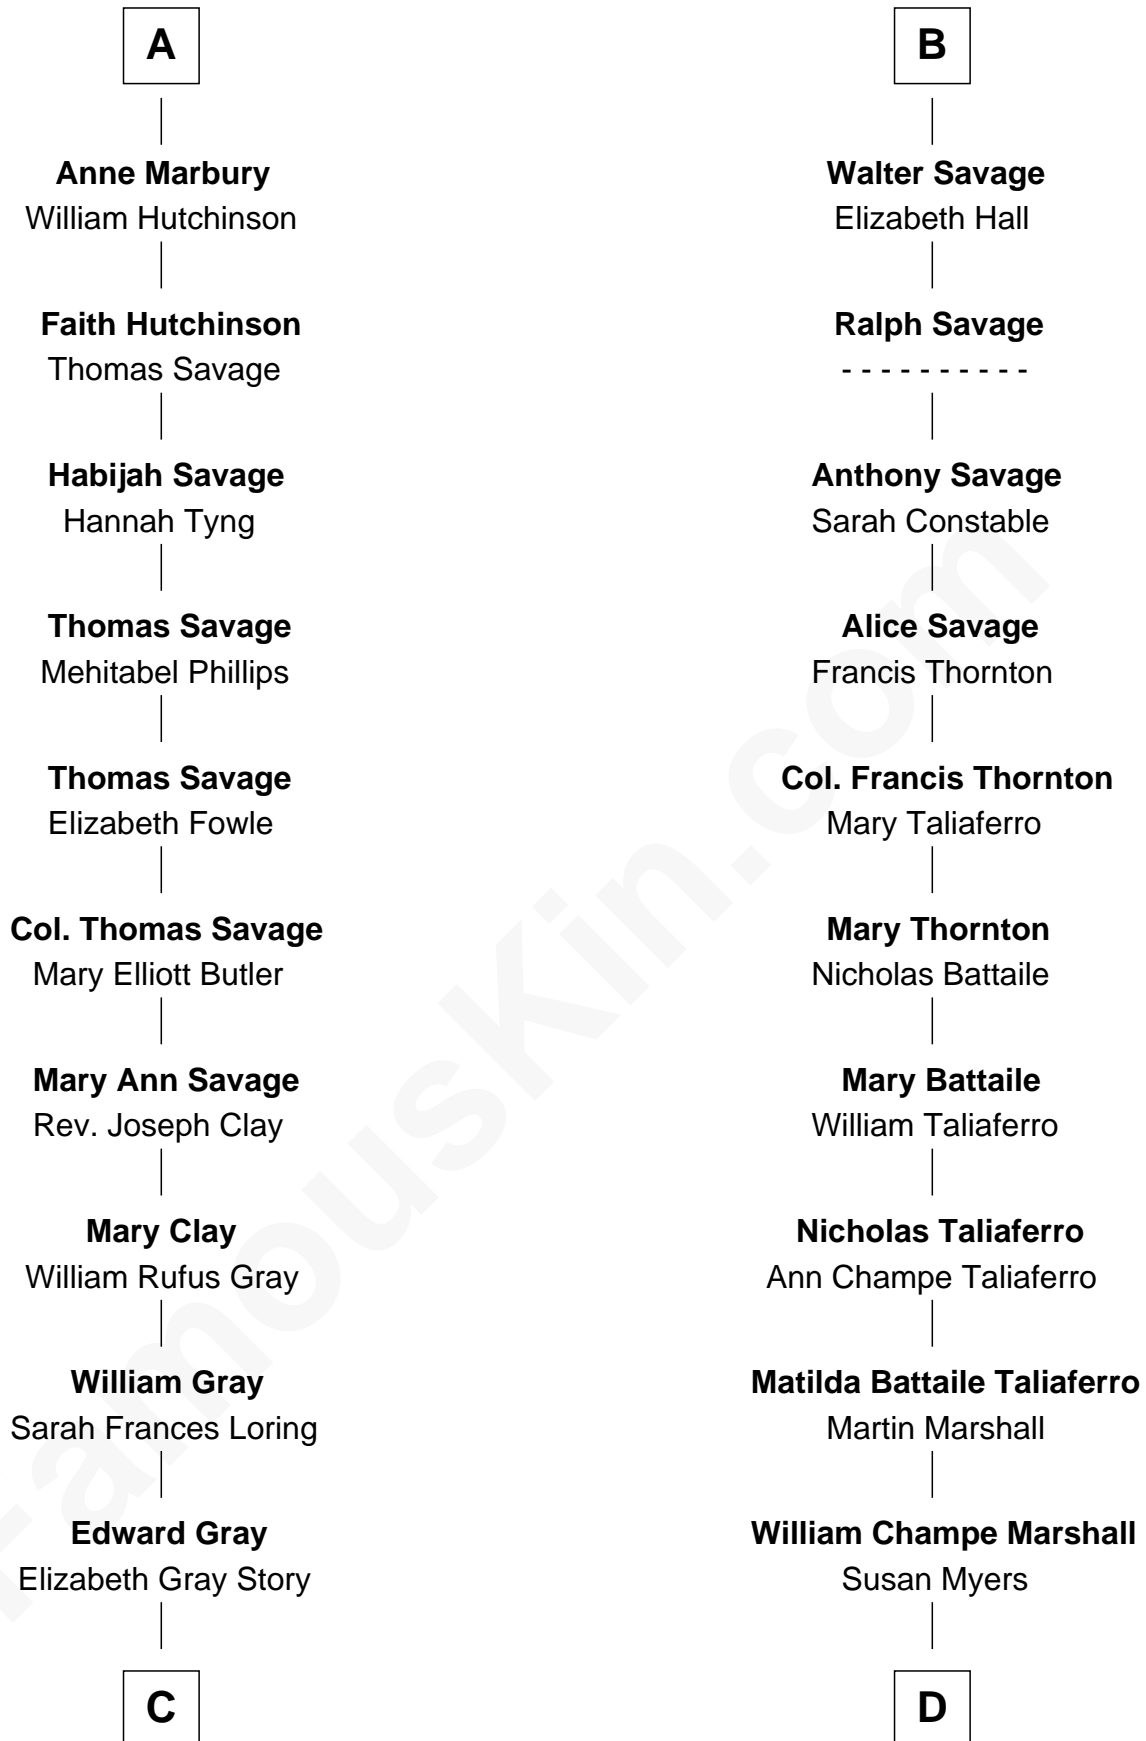 A
Anne Marbury
William Hutchinson
Faith Hutchinson
Thomas Savage
Habijah Savage
Hannah Tyng
Thomas Savage
Mehitabel Phillips
Thomas Savage
Elizabeth Fowle
Col. Thomas Savage
Mary Elliott Butler
Mary Ann Savage
Rev. Joseph Clay
Mary Clay
William Rufus Gray
William Gray
Sarah Frances Loring
Edward Gray
Elizabeth Gray Story
C
B
Walter Savage
Elizabeth Hall
Ralph Savage
- - - - - - - - - -
Anthony Savage
Sarah Constable
Alice Savage
Francis Thornton
Col. Francis Thornton
Mary Taliaferro
Mary Thornton
Nicholas Battaile
Mary Battaile
William Taliaferro
Nicholas Taliaferro
Ann Champe Taliaferro
Matilda Battaile Taliaferro
Martin Marshall
William Champe Marshall
Susan Myers
D
FamousKin.com